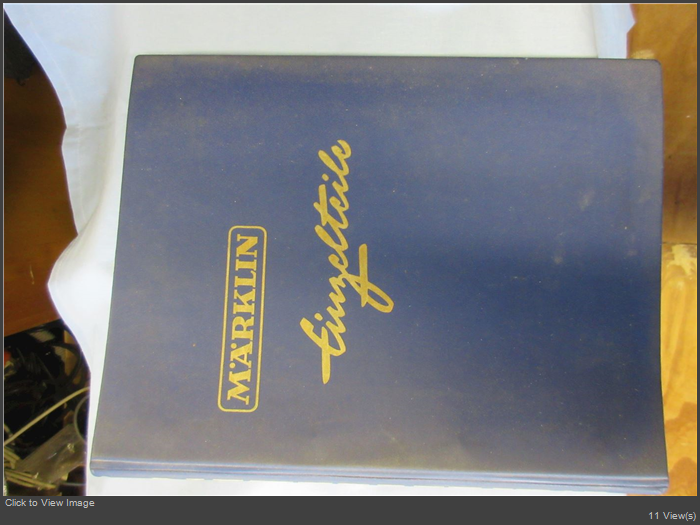 MÄRKLIN
Einzelteile
Click to View Image
11 View(s)